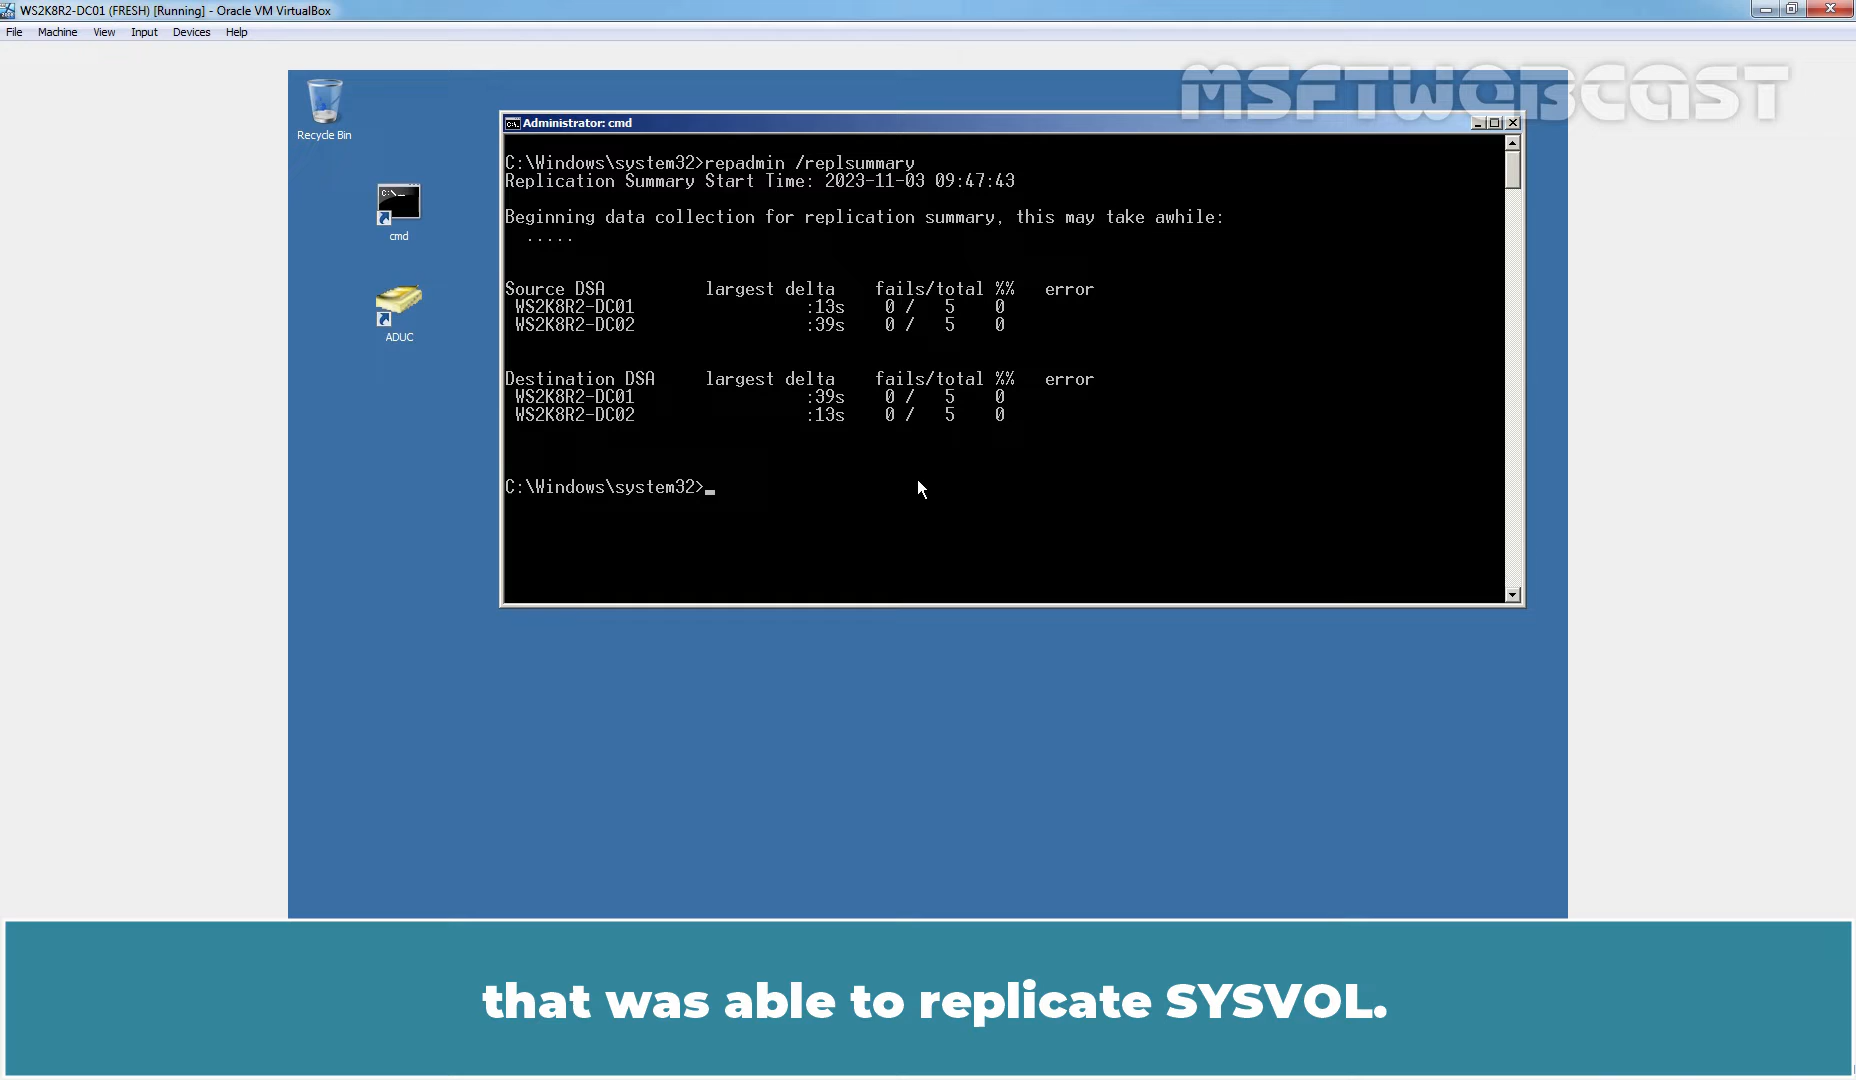 WS2K8R2-DC01 (FRESH) [Running] - Oracle VM VirtualBox
File Machine View Input Devices Help
MSFTWEBCAST
Recycle Bin
cmd
ADUC
Administrator: cmd
C:\Windows\system32>repadmin /replsummary
Replication Summary Start Time: 2023-11-03 09:47:43
Beginning data collection for replication summary, this may take awhile:
.....
Source DSA largest delta fails/total %% error
WS2K8R2-DC01 :13s 0 / 5 0
WS2K8R2-DC02 :39s 0 / 5 0
Destination DSA largest delta fails/total %% error
WS2K8R2-DC01 :39s 0 / 5 0
WS2K8R2-DC02 :13s 0 / 5 0
C:\Windows\system32>_
that was able to replicate SYSVOL.